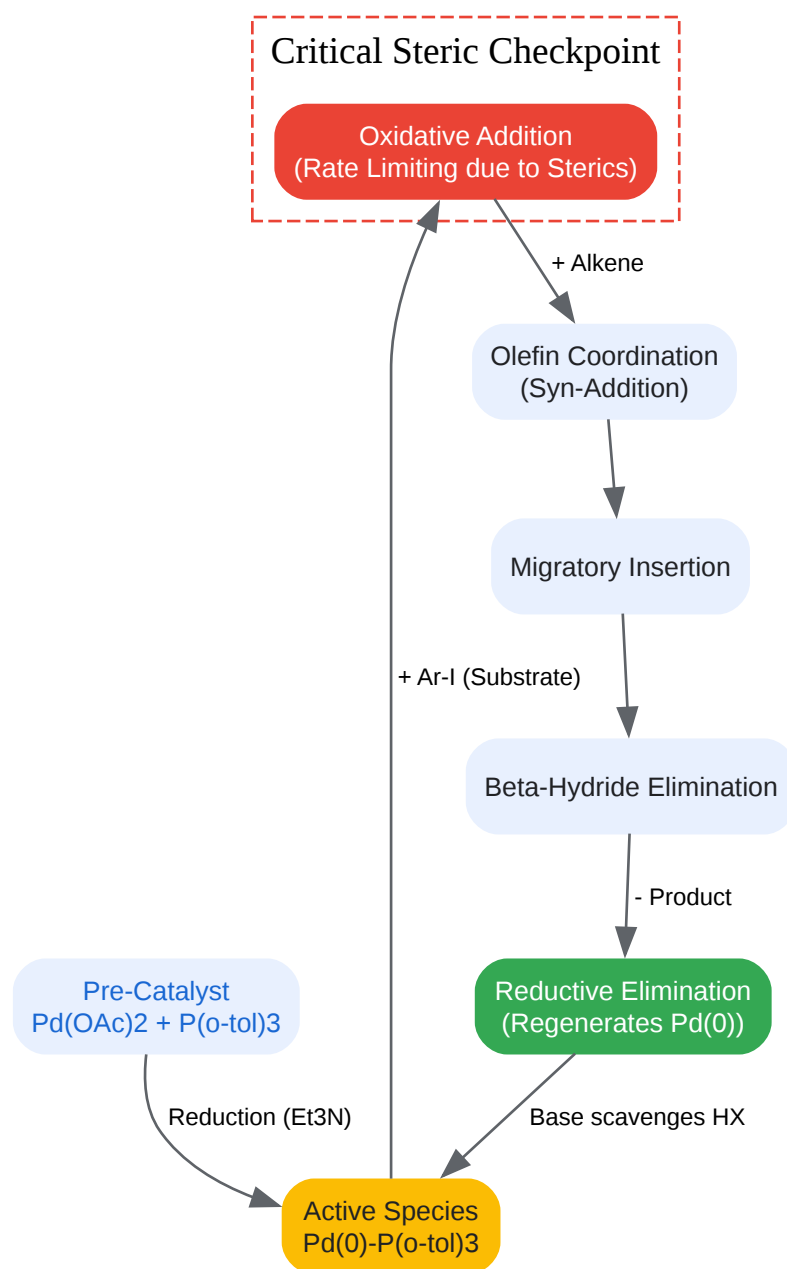 Critical Steric Checkpoint
Oxidative Addition
(Rate Limiting due to Sterics)
+ Alkene
Olefin Coordination
(Syn-Addition)
Migratory Insertion
+ Ar-I (Substrate)
Beta-Hydride Elimination
- Product
Pre-Catalyst
Pd(OAc)2 + P(o-tol)3
Reductive Elimination
(Regenerates Pd(0))
Reduction (Et3N)
Base scavenges HX
Active Species
Pd(0)-P(o-tol)3